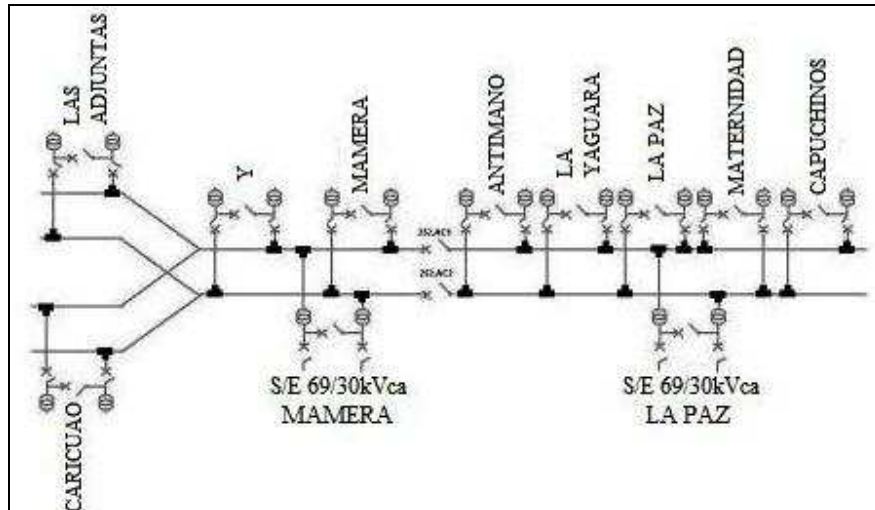 LAS
ADJUNTAS
Y
MAMERA
ANTIMANO
LA
YAGUARA
LA PAZ
MATERNIDAD
CAPUCHINOS
CARICUAO
S/E 69/30kVca
MAMERA
S/E 69/30kVca
LA PAZ